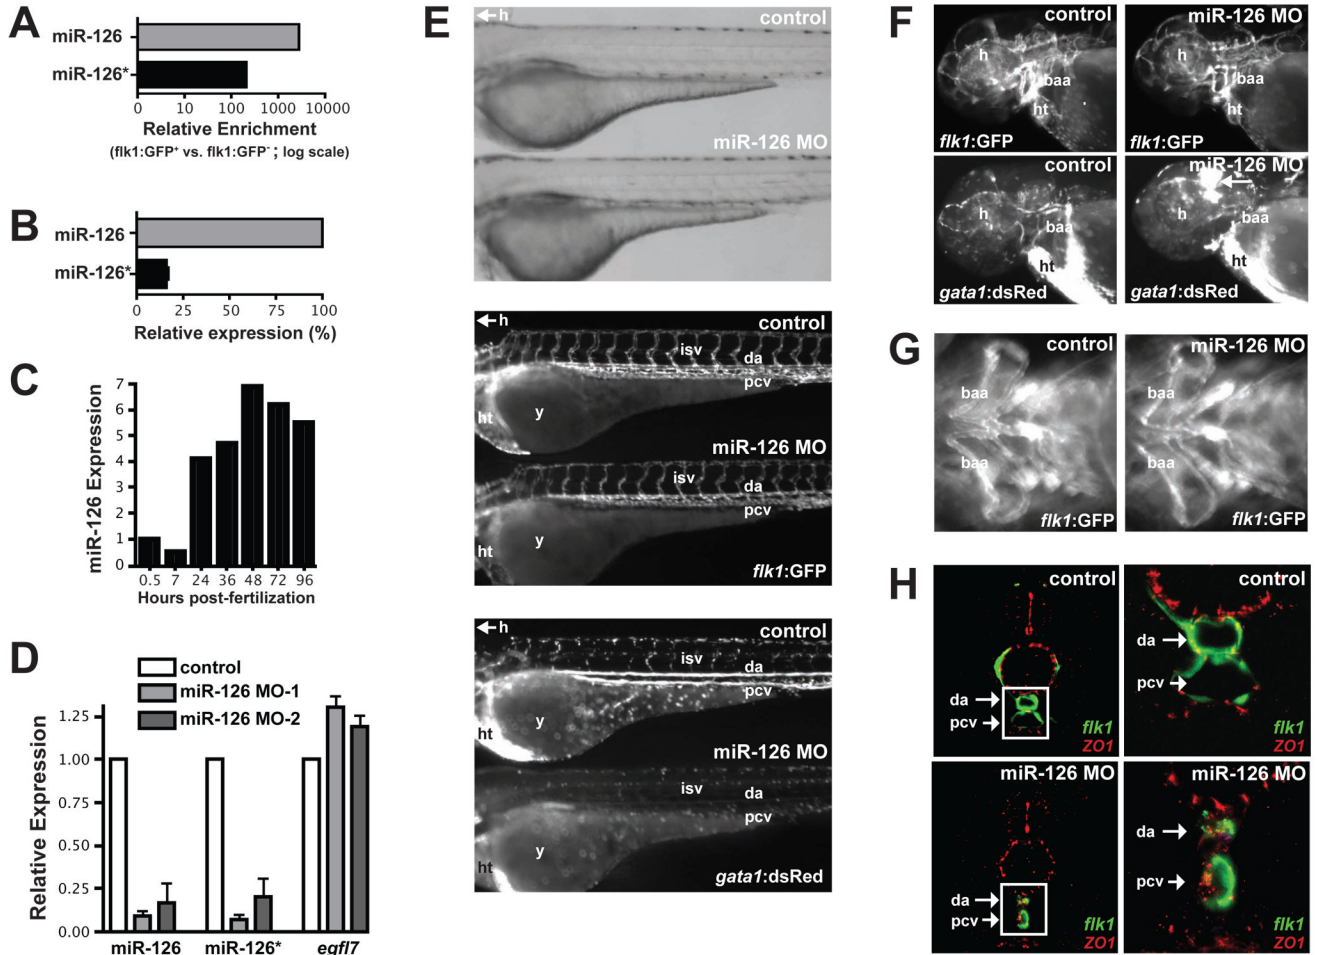 A
miR-126
miR-126*
0 10 100 1000 10000
Relative Enrichment
(flk1:GFP+ vs. flk1:GFP- ; log scale)
B
miR-126
miR-126*
0 25 50 75 100
Relative expression (%)
C
miR-126 Expression
7
6
5
4
3
2
1
0
0.5 7 24 36 48 72 96
Hours post-fertilization
D
control
miR-126 MO-1
miR-126 MO-2
Relative Expression
1.25
1.00
0.75
0.50
0.25
0.00
miR-126 miR-126* egfl7
E
h
control
miR-126 MO
h
control
isv
da
pcv
ht
y
miR-126 MO
isv
da
pcv
ht
y
flk1:GFP
h
control
isv
da
pcv
ht
y
miR-126 MO
isv
da
pcv
ht
y
gata1:dsRed
F
control
h
baa
ht
flk1:GFP
miR-126 MO
h
baa
ht
flk1:GFP
control
h
baa
ht
gata1:dsRed
miR-126 MO
h
baa
ht
gata1:dsRed
G
control
baa
baa
flk1:GFP
miR-126 MO
baa
baa
flk1:GFP
H
control
da
pcv
flk1
ZO1
control
da
pcv
flk1
ZO1
miR-126 MO
da
pcv
flk1
ZO1
miR-126 MO
da
pcv
flk1
ZO1